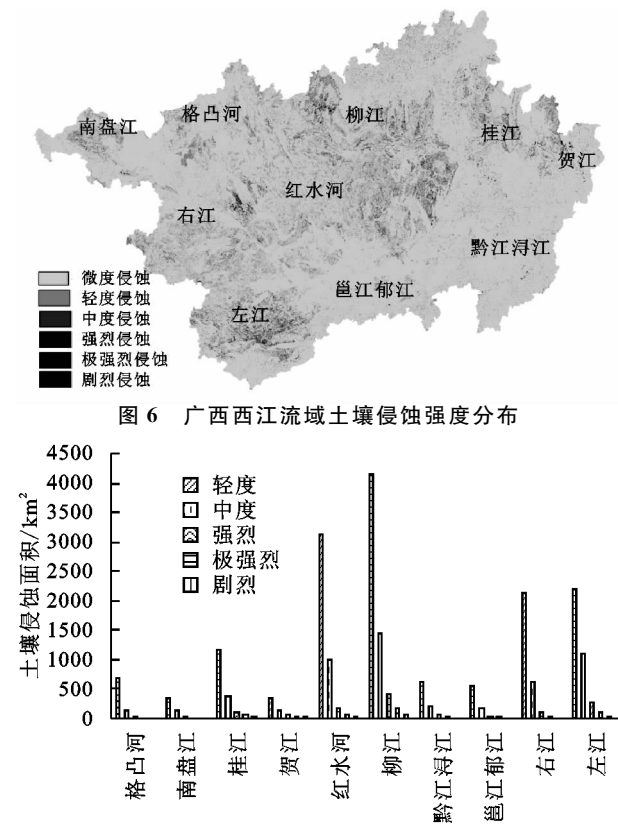 南盘江
格凸河
柳江
桂江
贺江
红水河
右江
黔江浔江
邕江郁江
左江
微度侵蚀
轻度侵蚀
中度侵蚀
强烈侵蚀
极强烈侵蚀
剧烈侵蚀
图 6 广西西江流域土壤侵蚀强度分布
土壤侵蚀面积/km²
4500
4000
3500
3000
2500
2000
1500
1000
500
0
轻度
中度
强烈
极强烈
剧烈
格凸河
南盘江
桂江
贺江
红水河
柳江
黔江浔江
邕江郁江
右江
左江